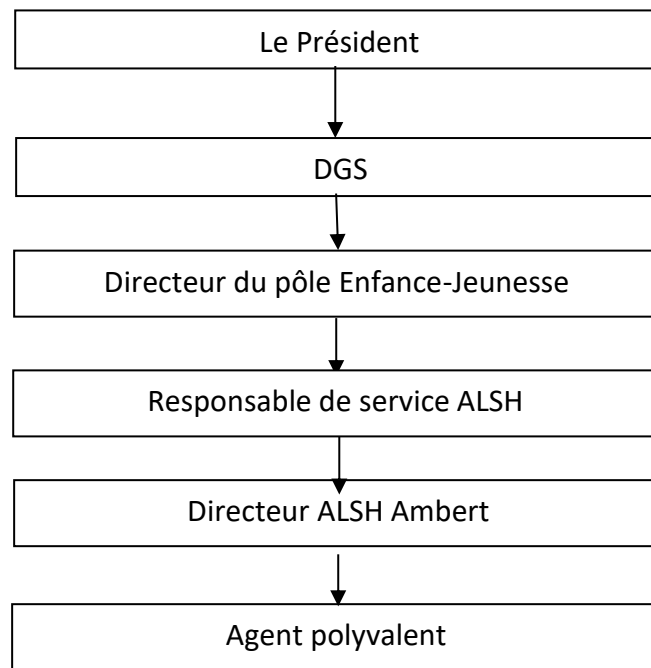 Le Président
DGS
Directeur du pôle Enfance-Jeunesse
Responsable de service ALSH
Directeur ALSH Ambert
Agent polyvalent